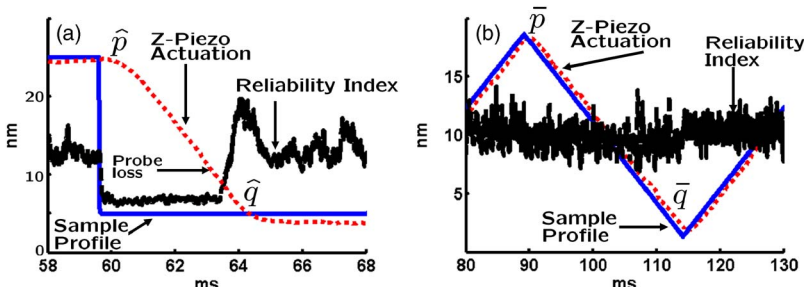 (a)
p̂
Z-Piezo
Actuation
Reliability Index
Probe
loss
q̂
Sample
Profile
nm
20
10
0
58 60 62 64 66 68
ms
(b)
p̄
Z-Piezo
Actuation
Reliability
Index
q̄
Sample
Profile
nm
15
10
5
80 90 100 110 120 130
ms